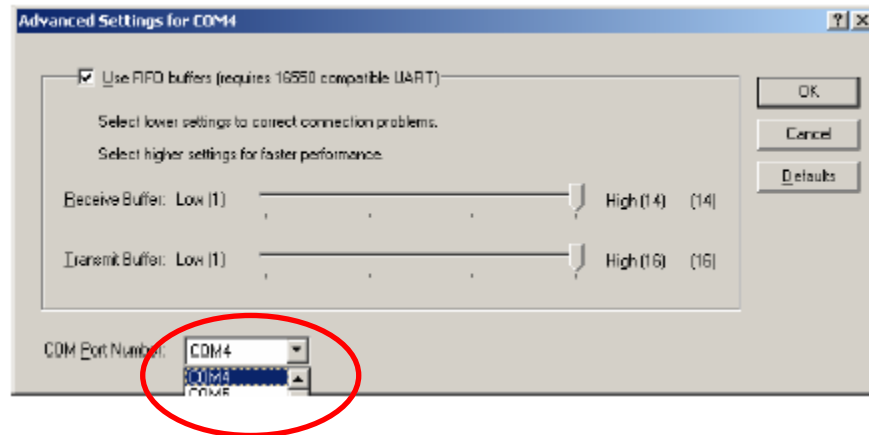 Advanced Settings for COM4
Use FIFO buffers (requires 16550 compatible UART)
OK
Select lower settings to correct connection problems.
Cancel
Select higher settings for faster performance.
Defaults
Receive Buffer: Low (1) High (14) (14)
Transmit Buffer: Low (1) High (16) (16)
COM Port Number: COM4
COM4
COM5